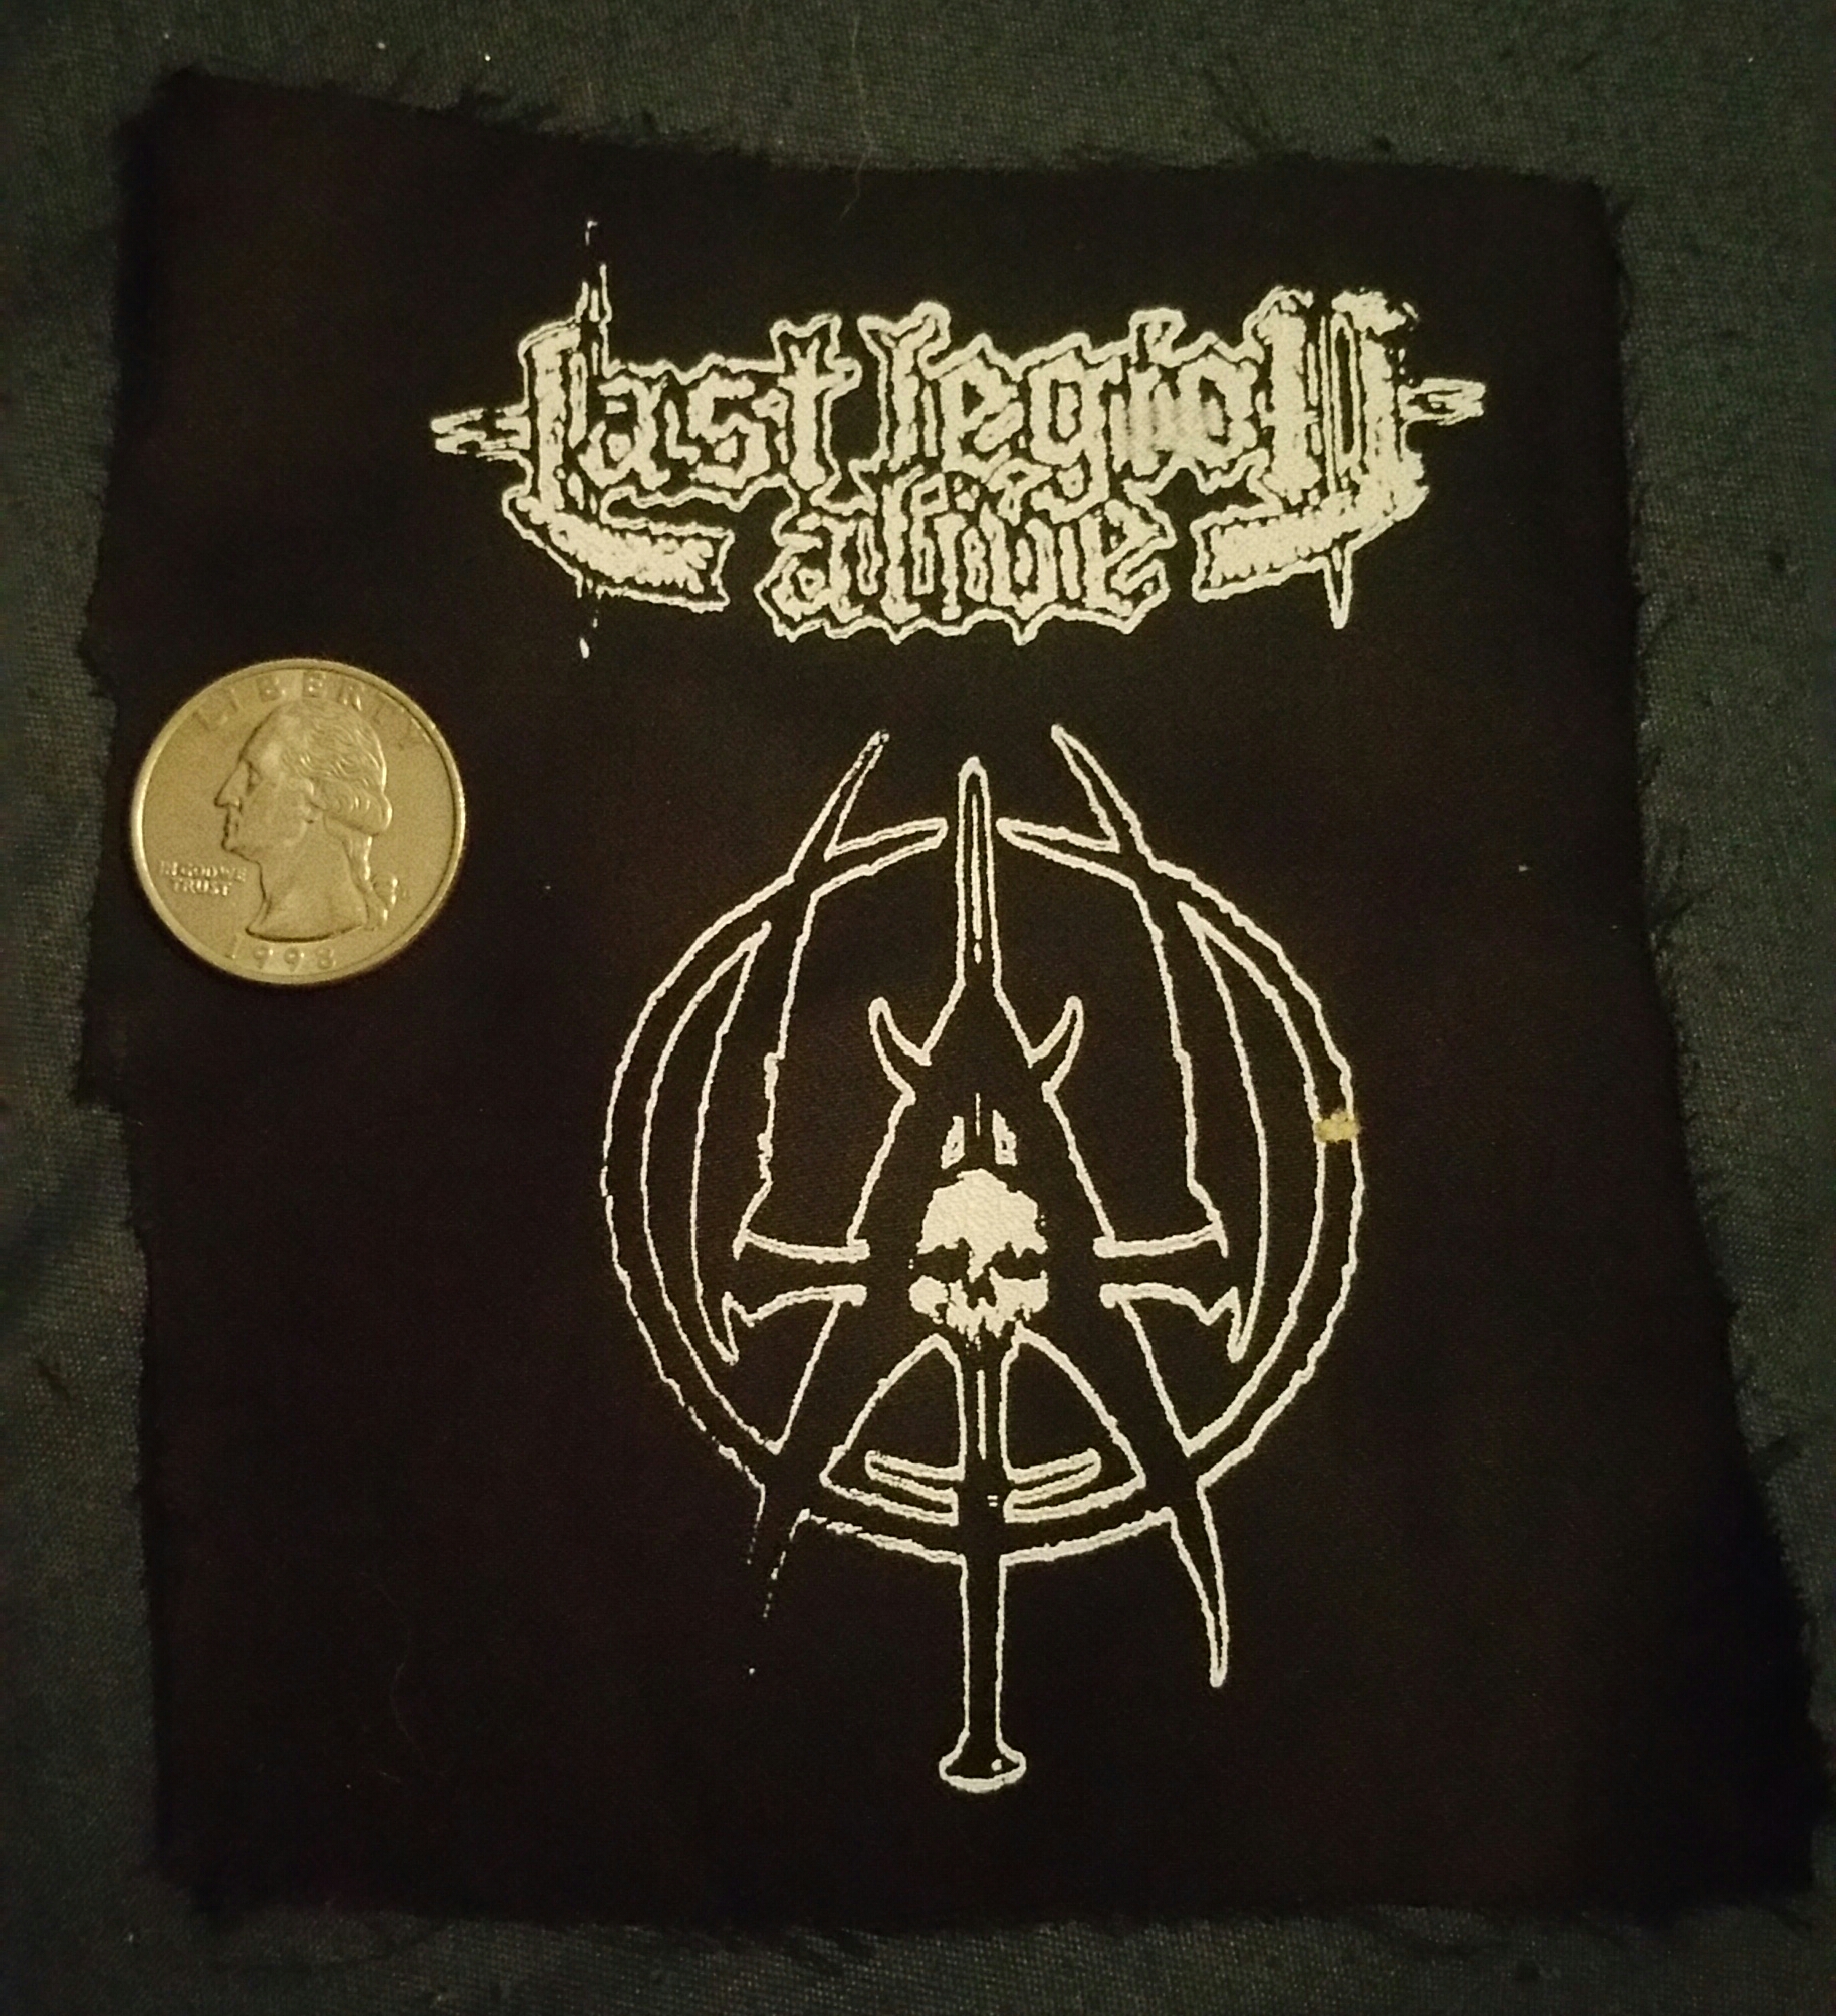 Last Legion
alive
LIBERTY
IN GOD WE
TRUST
1998